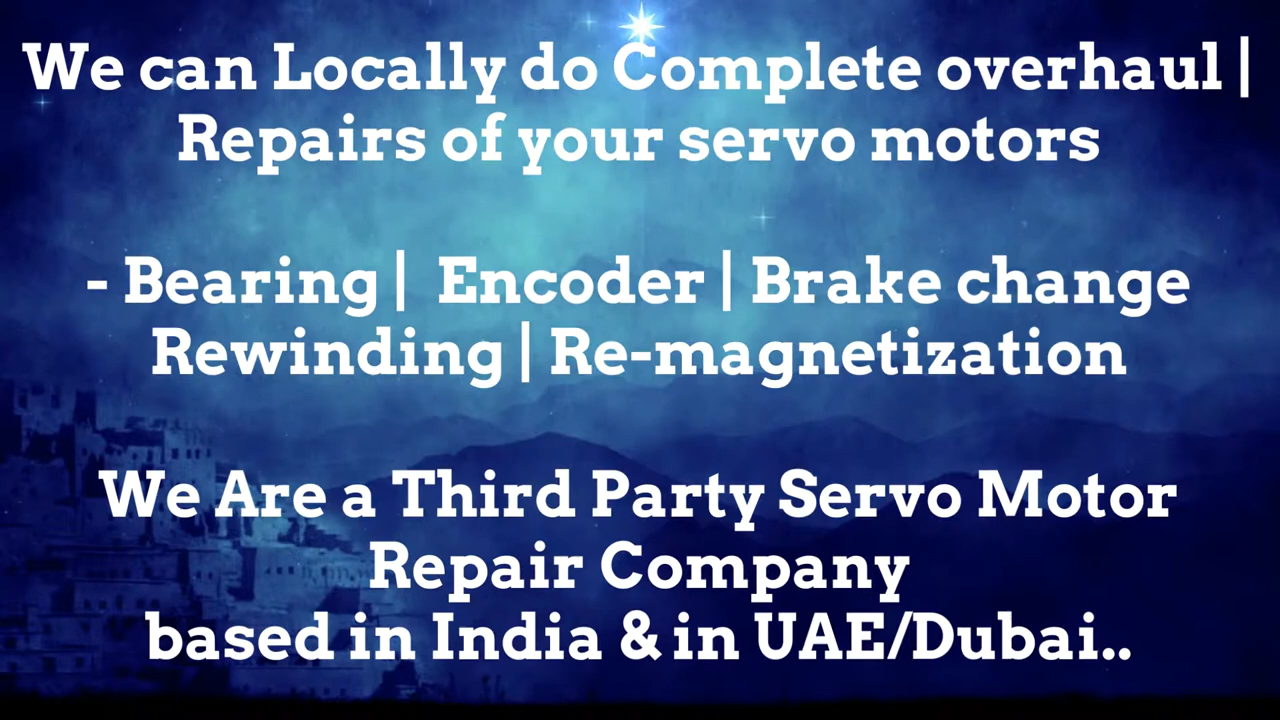 We can Locally do Complete overhaul |
Repairs of your servo motors
- Bearing | Encoder | Brake change
Rewinding | Re-magnetization
We Are a Third Party Servo Motor
Repair Company
based in India & in UAE/Dubai..